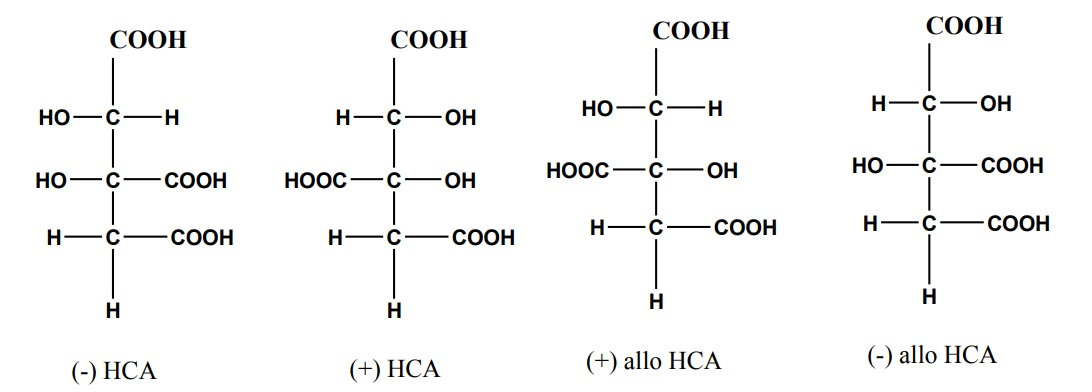 COOH
HO—C—H
HO—C—COOH
H—C—COOH
H
(-) HCA
COOH
H—C—OH
HOOC—C—OH
H—C—COOH
H
(+) HCA
COOH
HO—C—H
HOOC—C—OH
H—C—COOH
H
(+) allo HCA
COOH
H—C—OH
HO—C—COOH
H—C—COOH
H
(-) allo HCA